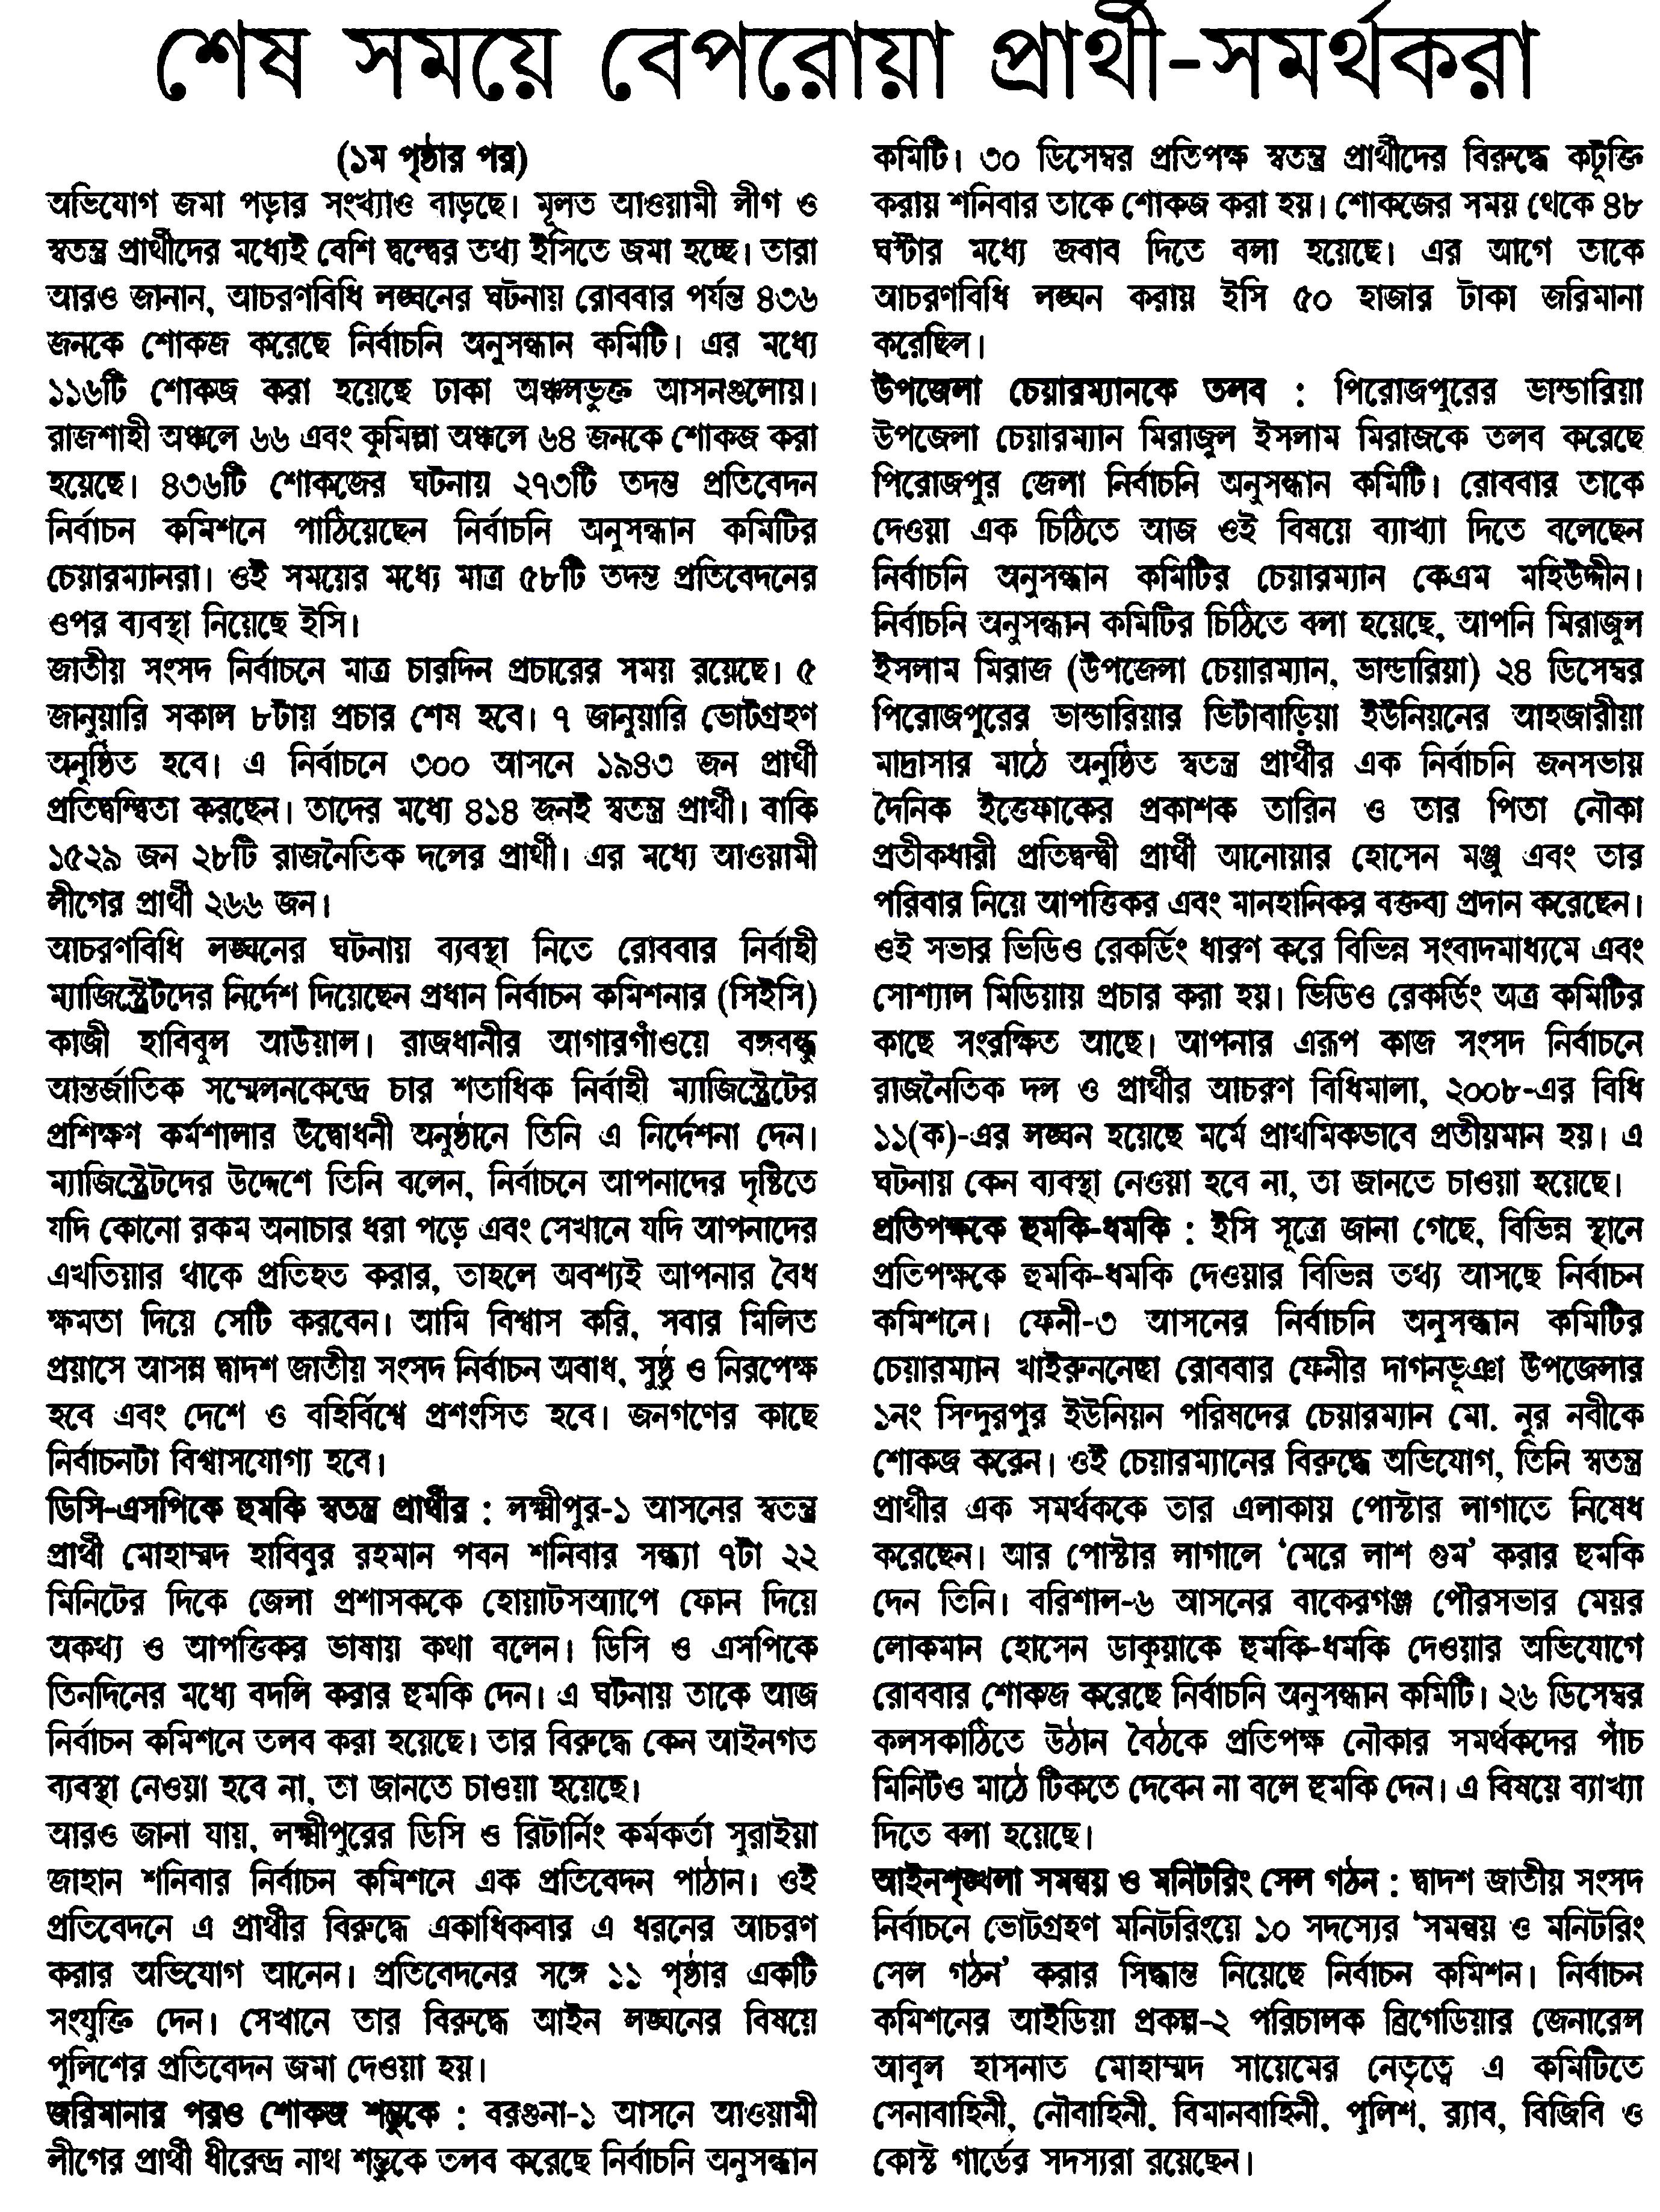 শেষ সময়ে বেপরোয়া প্রার্থী-সমর্থকরা
(১ম পৃষ্ঠার পর)
অভিযোগ জমা পড়ার সংখ্যাও বাড়ছে। মূলত আওয়ামী লীগ ও
স্বতন্ত্র প্রার্থীদের মধ্যেই বেশি দ্বন্দ্বের তথ্য ইসিতে জমা হচ্ছে। তারা
আরও জানান, আচরণবিধি লঙ্ঘনের ঘটনায় রোববার পর্যন্ত ৪৩৬
জনকে শোকজ করেছে নির্বাচনি অনুসন্ধান কমিটি। এর মধ্যে
১১৬টি শোকজ করা হয়েছে ঢাকা অঞ্চলভুক্ত আসনগুলোয়।
রাজশাহী অঞ্চলে ৬৬ এবং কুমিল্লা অঞ্চলে ৬৪ জনকে শোকজ করা
হয়েছে। ৪৩৬টি শোকজের ঘটনায় ২৭৩টি তদন্ত প্রতিবেদন
নির্বাচন কমিশনে পাঠিয়েছেন নির্বাচনি অনুসন্ধান কমিটির
চেয়ারম্যানরা। ওই সময়ের মধ্যে মাত্র ৫৮টি তদন্ত প্রতিবেদনের
ওপর ব্যবস্থা নিয়েছে ইসি।
জাতীয় সংসদ নির্বাচনে মাত্র চারদিন প্রচারের সময় রয়েছে। ৫
জানুয়ারি সকাল ৮টায় প্রচার শেষ হবে। ৭ জানুয়ারি ভোটগ্রহণ
অনুষ্ঠিত হবে। এ নির্বাচনে ৩০০ আসনে ১৯৪৩ জন প্রার্থী
প্রতিদ্বন্দ্বিতা করছেন। তাদের মধ্যে ৪১৪ জনই স্বতন্ত্র প্রার্থী। বাকি
১৫২৯ জন ২৮টি রাজনৈতিক দলের প্রার্থী। এর মধ্যে আওয়ামী
লীগের প্রার্থী ২৬৬ জন।
আচরণবিধি লঙ্ঘনের ঘটনায় ব্যবস্থা নিতে রোববার নির্বাহী
ম্যাজিস্ট্রেটদের নির্দেশ দিয়েছেন প্রধান নির্বাচন কমিশনার (সিইসি)
কাজী হাবিবুল আউয়াল। রাজধানীর আগারগাঁওয়ে বঙ্গবন্ধু
আন্তর্জাতিক সম্মেলনকেন্দ্রে চার শতাধিক নির্বাহী ম্যাজিস্ট্রেটের
প্রশিক্ষণ কর্মশালার উদ্বোধনী অনুষ্ঠানে তিনি এ নির্দেশনা দেন।
ম্যাজিস্ট্রেটদের উদ্দেশে তিনি বলেন, নির্বাচনে আপনাদের দৃষ্টিতে
যদি কোনো রকম অনাচার ধরা পড়ে এবং সেখানে যদি আপনাদের
এখতিয়ার থাকে প্রতিহত করার, তাহলে অবশ্যই আপনার বৈধ
ক্ষমতা দিয়ে সেটি করবেন। আমি বিশ্বাস করি, সবার মিলিত
প্রয়াসে আসন্ন দ্বাদশ জাতীয় সংসদ নির্বাচন অবাধ, সুষ্ঠু ও নিরপেক্ষ
হবে এবং দেশে ও বহির্বিশ্বে প্রশংসিত হবে। জনগণের কাছে
নির্বাচনটা বিশ্বাসযোগ্য হবে।
ডিসি-এসপিকে হুমকি স্বতন্ত্র প্রার্থীর : লক্ষ্মীপুর-১ আসনের স্বতন্ত্র
প্রার্থী মোহাম্মদ হাবিবুর রহমান পবন শনিবার সন্ধ্যা ৭টা ২২
মিনিটের দিকে জেলা প্রশাসককে হোয়াটসঅ্যাপে ফোন দিয়ে
অকথ্য ও আপত্তিকর ভাষায় কথা বলেন। ডিসি ও এসপিকে
তিনদিনের মধ্যে বদলি করার হুমকি দেন। এ ঘটনায় তাকে আজ
নির্বাচন কমিশনে তলব করা হয়েছে। তার বিরুদ্ধে কেন আইনগত
ব্যবস্থা নেওয়া হবে না, তা জানতে চাওয়া হয়েছে।
আরও জানা যায়, লক্ষ্মীপুরের ডিসি ও রিটার্নিং কর্মকর্তা সুরাইয়া
জাহান শনিবার নির্বাচন কমিশনে এক প্রতিবেদন পাঠান। ওই
প্রতিবেদনে এ প্রার্থীর বিরুদ্ধে একাধিকবার এ ধরনের আচরণ
করার অভিযোগ আনেন। প্রতিবেদনের সঙ্গে ১১ পৃষ্ঠার একটি
সংযুক্তি দেন। সেখানে তার বিরুদ্ধে আইন লঙ্ঘনের বিষয়ে
পুলিশের প্রতিবেদন জমা দেওয়া হয়।
জরিমানার পরও শোকজ শম্ভুকে : বরগুনা-১ আসনে আওয়ামী
লীগের প্রার্থী ধীরেন্দ্র নাথ শম্ভুকে তলব করেছে নির্বাচনি অনুসন্ধান
কমিটি। ৩০ ডিসেম্বর প্রতিপক্ষ স্বতন্ত্র প্রার্থীদের বিরুদ্ধে কটূক্তি
করায় শনিবার তাকে শোকজ করা হয়। শোকজের সময় থেকে ৪৮
ঘণ্টার মধ্যে জবাব দিতে বলা হয়েছে। এর আগে তাকে
আচরণবিধি লঙ্ঘন করায় ইসি ৫০ হাজার টাকা জরিমানা
করেছিল।
উপজেলা চেয়ারম্যানকে তলব : পিরোজপুরের ভান্ডারিয়া
উপজেলা চেয়ারম্যান মিরাজুল ইসলাম মিরাজকে তলব করেছে
পিরোজপুর জেলা নির্বাচনি অনুসন্ধান কমিটি। রোববার তাকে
দেওয়া এক চিঠিতে আজ ওই বিষয়ে ব্যাখ্যা দিতে বলেছেন
নির্বাচনি অনুসন্ধান কমিটির চেয়ারম্যান কেএম মহিউদ্দীন।
নির্বাচনি অনুসন্ধান কমিটির চিঠিতে বলা হয়েছে, আপনি মিরাজুল
ইসলাম মিরাজ (উপজেলা চেয়ারম্যান, ভান্ডারিয়া) ২৪ ডিসেম্বর
পিরোজপুরের ভান্ডারিয়ার ভিটাবাড়িয়া ইউনিয়নের আহজারীয়া
মাদ্রাসার মাঠে অনুষ্ঠিত স্বতন্ত্র প্রার্থীর এক নির্বাচনি জনসভায়
দৈনিক ইত্তেফাকের প্রকাশক তারিন ও তার পিতা নৌকা
প্রতীকধারী প্রতিদ্বন্দ্বী প্রার্থী আনোয়ার হোসেন মঞ্জু এবং তার
পরিবার নিয়ে আপত্তিকর এবং মানহানিকর বক্তব্য প্রদান করেছেন।
ওই সভার ভিডিও রেকর্ডিং ধারণ করে বিভিন্ন সংবাদমাধ্যমে এবং
সোশ্যাল মিডিয়ায় প্রচার করা হয়। ভিডিও রেকর্ডিং অত্র কমিটির
কাছে সংরক্ষিত আছে। আপনার এরূপ কাজ সংসদ নির্বাচনে
রাজনৈতিক দল ও প্রার্থীর আচরণ বিধিমালা, ২০০৮-এর বিধি
১১(ক)-এর লঙ্ঘন হয়েছে মর্মে প্রাথমিকভাবে প্রতীয়মান হয়। এ
ঘটনায় কেন ব্যবস্থা নেওয়া হবে না, তা জানতে চাওয়া হয়েছে।
প্রতিপক্ষকে হুমকি-ধমকি : ইসি সূত্রে জানা গেছে, বিভিন্ন স্থানে
প্রতিপক্ষকে হুমকি-ধমকি দেওয়ার বিভিন্ন তথ্য আসছে নির্বাচন
কমিশনে। ফেনী-৩ আসনের নির্বাচনি অনুসন্ধান কমিটির
চেয়ারম্যান খাইরুননেছা রোববার ফেনীর দাগনভূঞা উপজেলার
১নং সিন্দুরপুর ইউনিয়ন পরিষদের চেয়ারম্যান মো. নুর নবীকে
শোকজ করেন। ওই চেয়ারম্যানের বিরুদ্ধে অভিযোগ, তিনি স্বতন্ত্র
প্রার্থীর এক সমর্থককে তার এলাকায় পোস্টার লাগাতে নিষেধ
করেছেন। আর পোস্টার লাগালে ‘মেরে লাশ গুম’ করার হুমকি
দেন তিনি। বরিশাল-৬ আসনের বাকেরগঞ্জ পৌরসভার মেয়র
লোকমান হোসেন ডাকুয়াকে হুমকি-ধমকি দেওয়ার অভিযোগে
রোববার শোকজ করেছে নির্বাচনি অনুসন্ধান কমিটি। ২৬ ডিসেম্বর
কলসকাঠিতে উঠান বৈঠকে প্রতিপক্ষ নৌকার সমর্থকদের পাঁচ
মিনিটও মাঠে টিকতে দেবেন না বলে হুমকি দেন। এ বিষয়ে ব্যাখ্যা
দিতে বলা হয়েছে।
আইনশৃঙ্খলা সমন্বয় ও মনিটরিং সেল গঠন : দ্বাদশ জাতীয় সংসদ
নির্বাচনে ভোটগ্রহণ মনিটরিংয়ে ১০ সদস্যের ‘সমন্বয় ও মনিটরিং
সেল গঠন’ করার সিদ্ধান্ত নিয়েছে নির্বাচন কমিশন। নির্বাচন
কমিশনের আইডিয়া প্রকল্প-২ পরিচালক ব্রিগেডিয়ার জেনারেল
আবুল হাসনাত মোহাম্মদ সায়েমের নেতৃত্বে এ কমিটিতে
সেনাবাহিনী, নৌবাহিনী, বিমানবাহিনী, পুলিশ, র‍্যাব, বিজিবি ও
কোস্ট গার্ডের সদস্যরা রয়েছেন।